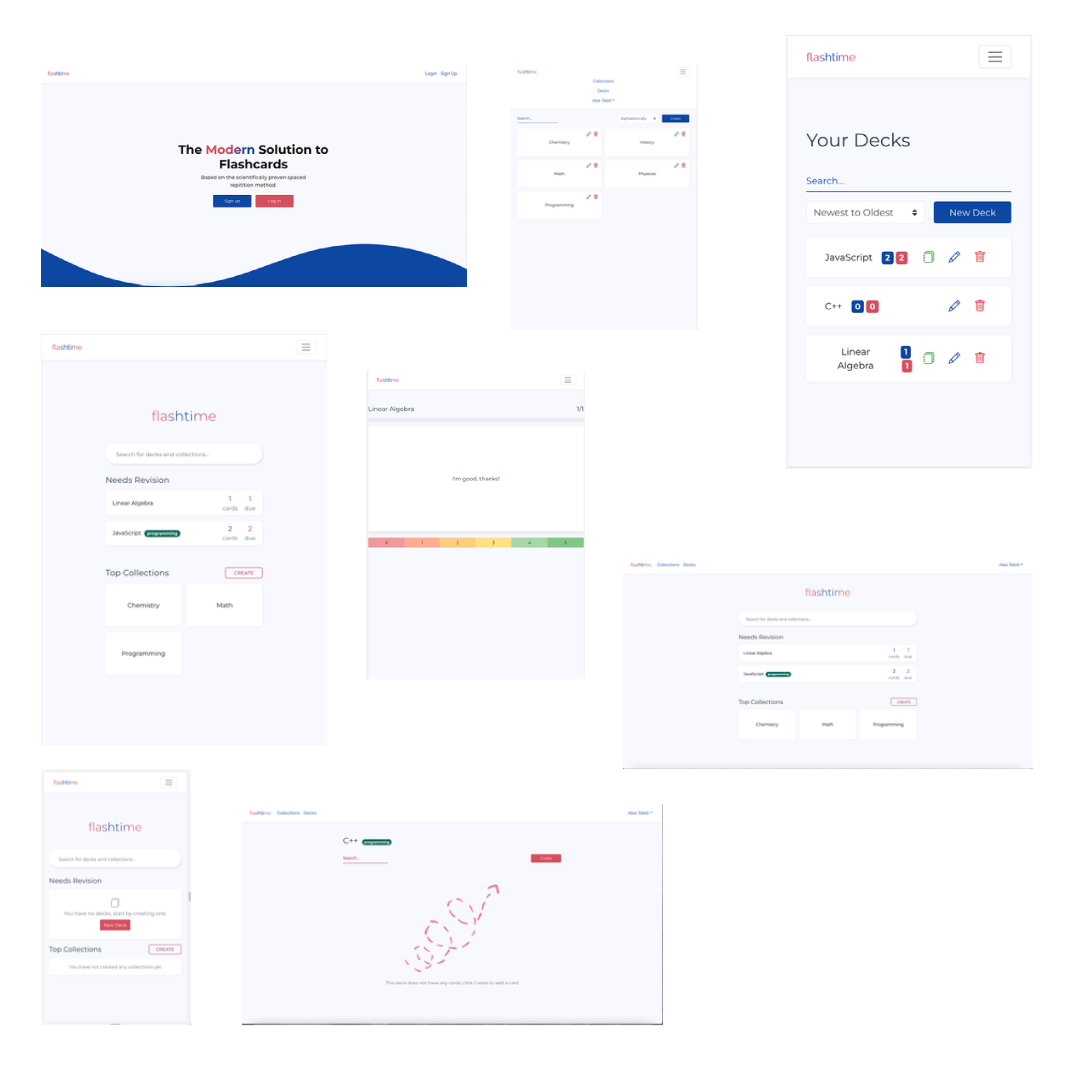 flashtime
Login Sign Up
The Modern Solution to
Flashcards
Based on the scientifically proven spaced
repitition method.
Sign up
Log in
flashtime
Collections
Decks
Search...
Alphabetically
Create
Chemistry
History
Math
Physices
Programming
flashtime
Your Decks
Search...
Newest to Oldest
New Deck
JavaScript 2 2
C++ 0 0
Linear
Algebra
1
1
flashtime
flashtime
Search for decks and collections...
Needs Revision
Linear Algebra
1 1
cards due
JavaScript programming
2 2
cards due
Top Collections
CREATE
Chemistry
Math
Programming
flashtime
Linear Algebra
1/1
I'm good, thanks!
0 1 2 3 4 5
flashtime Collections Decks
flashtime
Search for decks and collections...
Needs Revision
Linear Algebra
1 1
cards due
JavaScript programming
2 2
cards due
Top Collections
CREATE
Chemistry
Math
Programming
flashtime
flashtime
Search for decks and collections...
Needs Revision
You have no decks, start by creating one
New Deck
Top Collections
CREATE
You have not created any collections yet
flashtime Collections Decks
C++ programming
Search...
Create
This deck does not have any cards, click Create to add a card